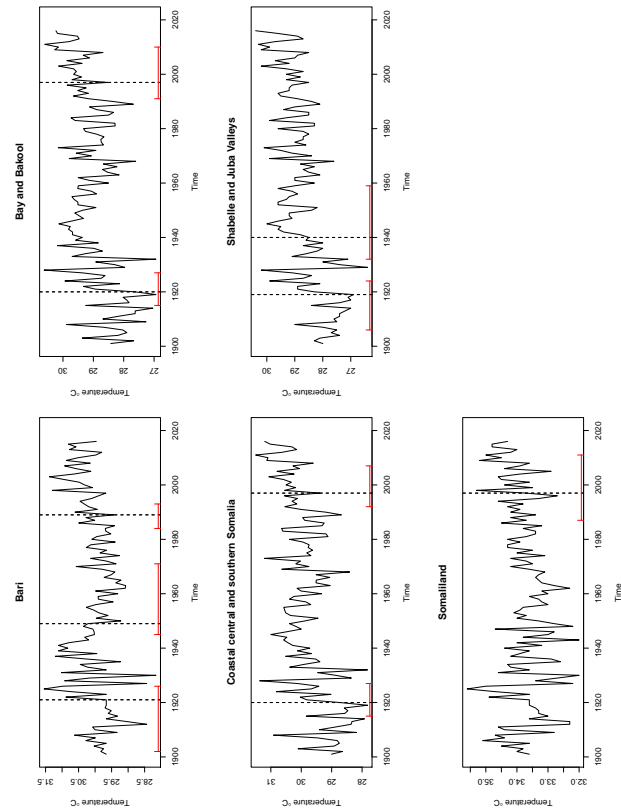 Bari
Temperature °C
31.5
30.5
29.5
28.5
1900 1920 1940 1960 1980 2000 2020
Time
Bay and Bakool
Temperature °C
30
29
28
27
1900 1920 1940 1960 1980 2000 2020
Time
Coastal central and southern Somalia
Temperature °C
31
30
29
28
1900 1920 1940 1960 1980 2000 2020
Time
Shabelle and Juba Valleys
Temperature °C
30
29
28
27
1900 1920 1940 1960 1980 2000 2020
Time
Somaliland
Temperature °C
35.0
34.0
33.0
32.0
1900 1920 1940 1960 1980 2000 2020
Time